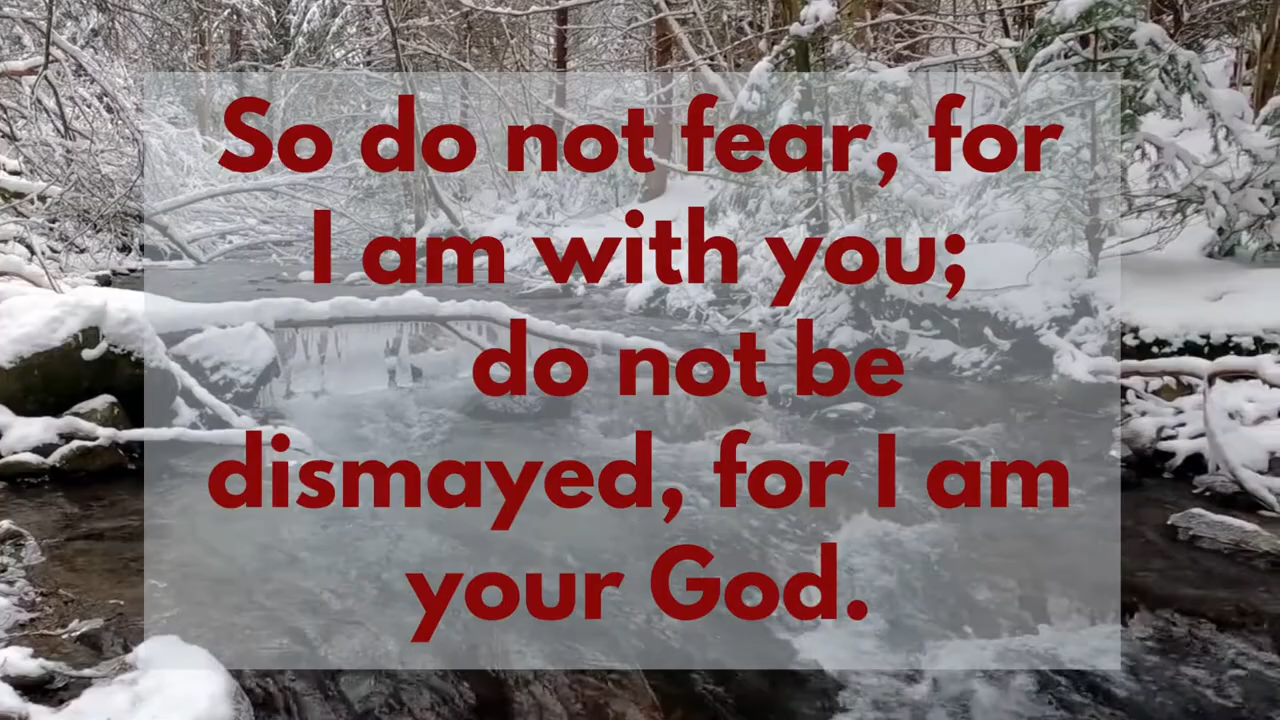 So do not fear, for
I am with you;
do not be
dismayed, for I am
your God.